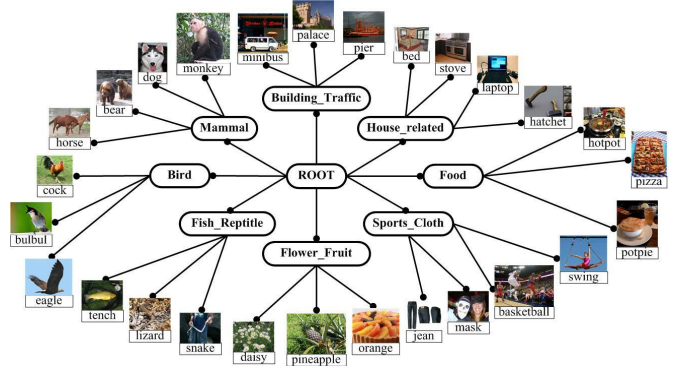 palace
minibus
pier
bed
stove
laptop
hatchet
hotpot
pizza
potpie
monkey
dog
bear
horse
Building_Traffic
Mammal
House_related
Bird
ROOT
Food
Fish_Reptitle
Flower_Fruit
Sports_Cloth
cock
bulbul
eagle
tench
lizard
snake
daisy
pineapple
orange
jean
mask
basketball
swing